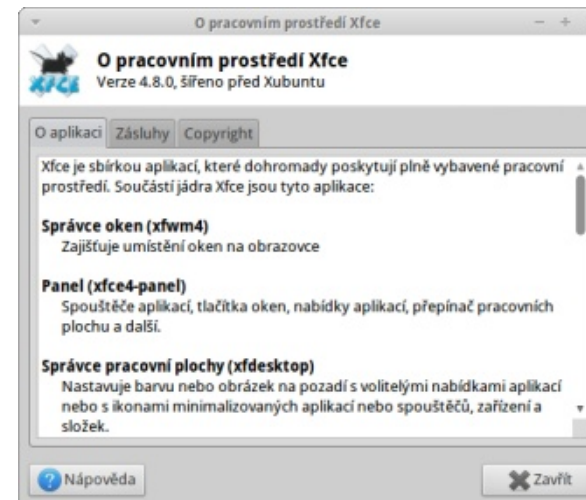 O pracovním prostředí Xfce
XFCE
O pracovním prostředí Xfce
Verze 4.8.0, šířeno před Xubuntu
O aplikaci Zásluhy Copyright
Xfce je sbírkou aplikací, které dohromady poskytují plně vybavené pracovní
prostředí. Součástí jádra Xfce jsou tyto aplikace:
Správce oken (xfwm4)
Zajišťuje umístění oken na obrazovce
Panel (xfce4-panel)
Spouštěče aplikací, tlačítka oken, nabídky aplikací, přepínač pracovních
plochu a další.
Správce pracovní plochy (xfdesktop)
Nastavuje barvu nebo obrázek na pozadí s volitelými nabídkami aplikací
nebo s ikonami minimalizovaných aplikací nebo spouštěčů, zařízení a
složek.
Nápověda
Zavřít